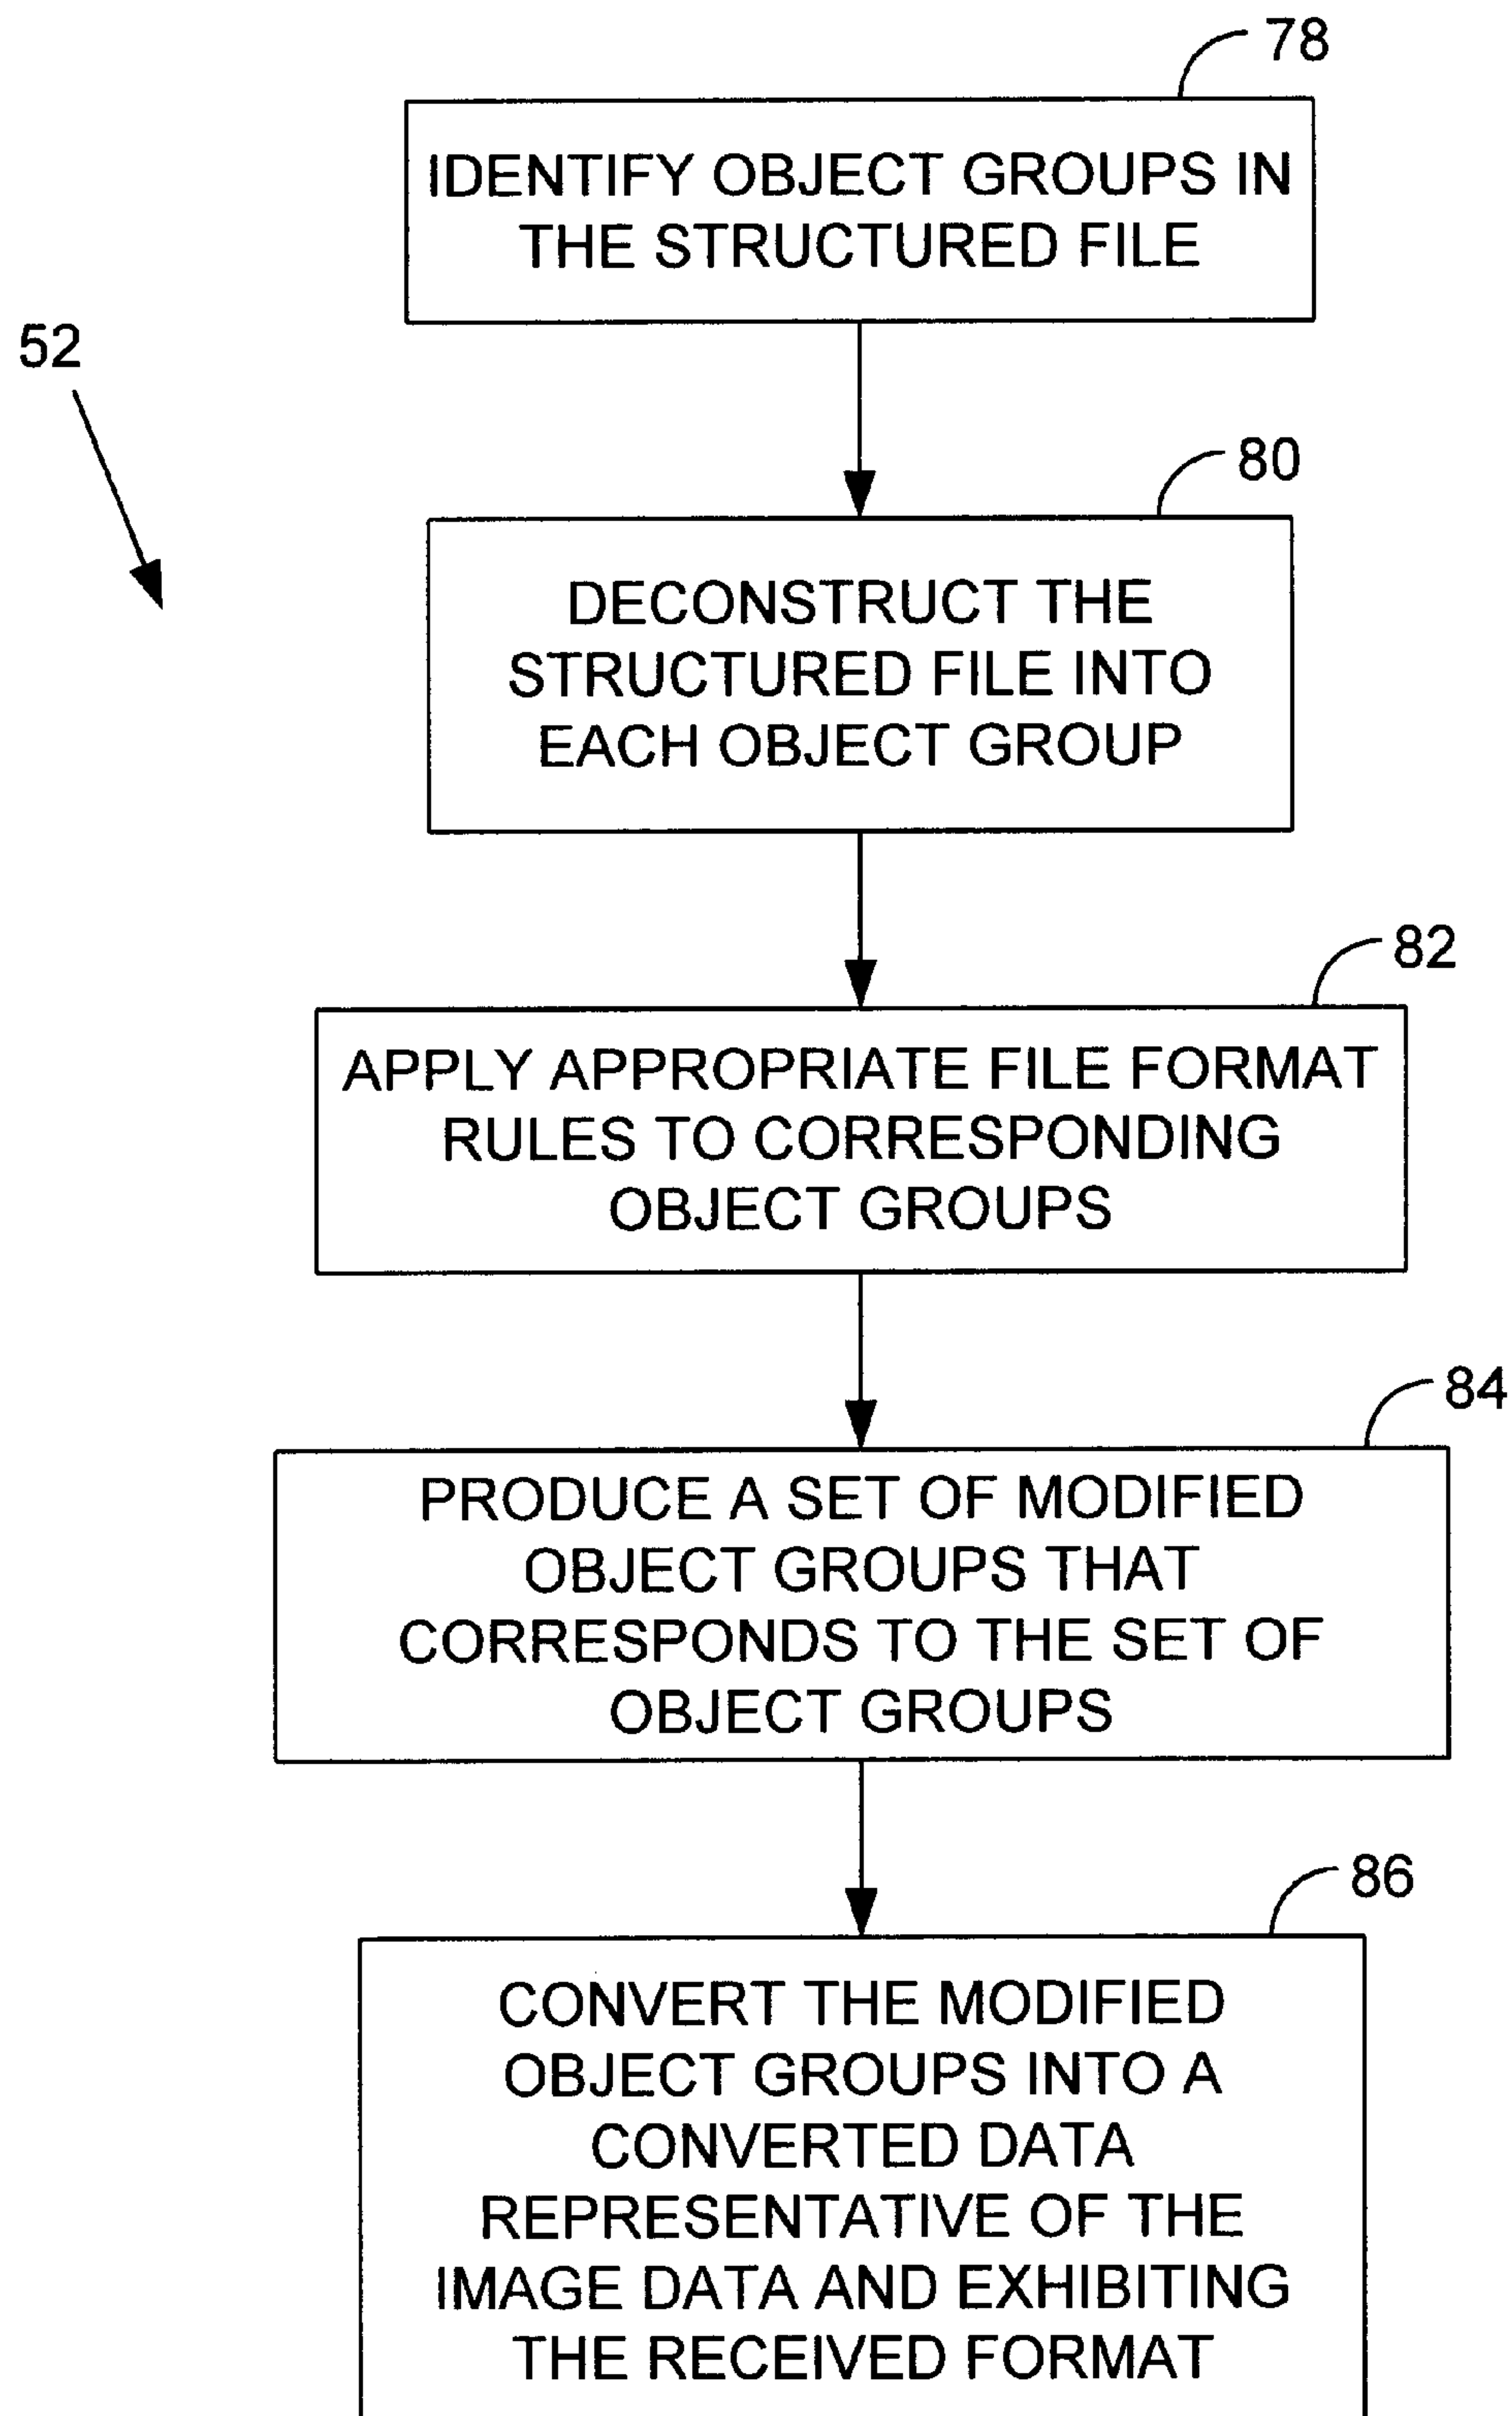 78
IDENTIFY OBJECT GROUPS IN
THE STRUCTURED FILE
52
80
DECONSTRUCT THE
STRUCTURED FILE INTO
EACH OBJECT GROUP
82
APPLY APPROPRIATE FILE FORMAT
RULES TO CORRESPONDING
OBJECT GROUPS
84
PRODUCE A SET OF MODIFIED
OBJECT GROUPS THAT
CORRESPONDS TO THE SET OF
OBJECT GROUPS
86
CONVERT THE MODIFIED
OBJECT GROUPS INTO A
CONVERTED DATA
REPRESENTATIVE OF THE
IMAGE DATA AND EXHIBITING
THE RECEIVED FORMAT